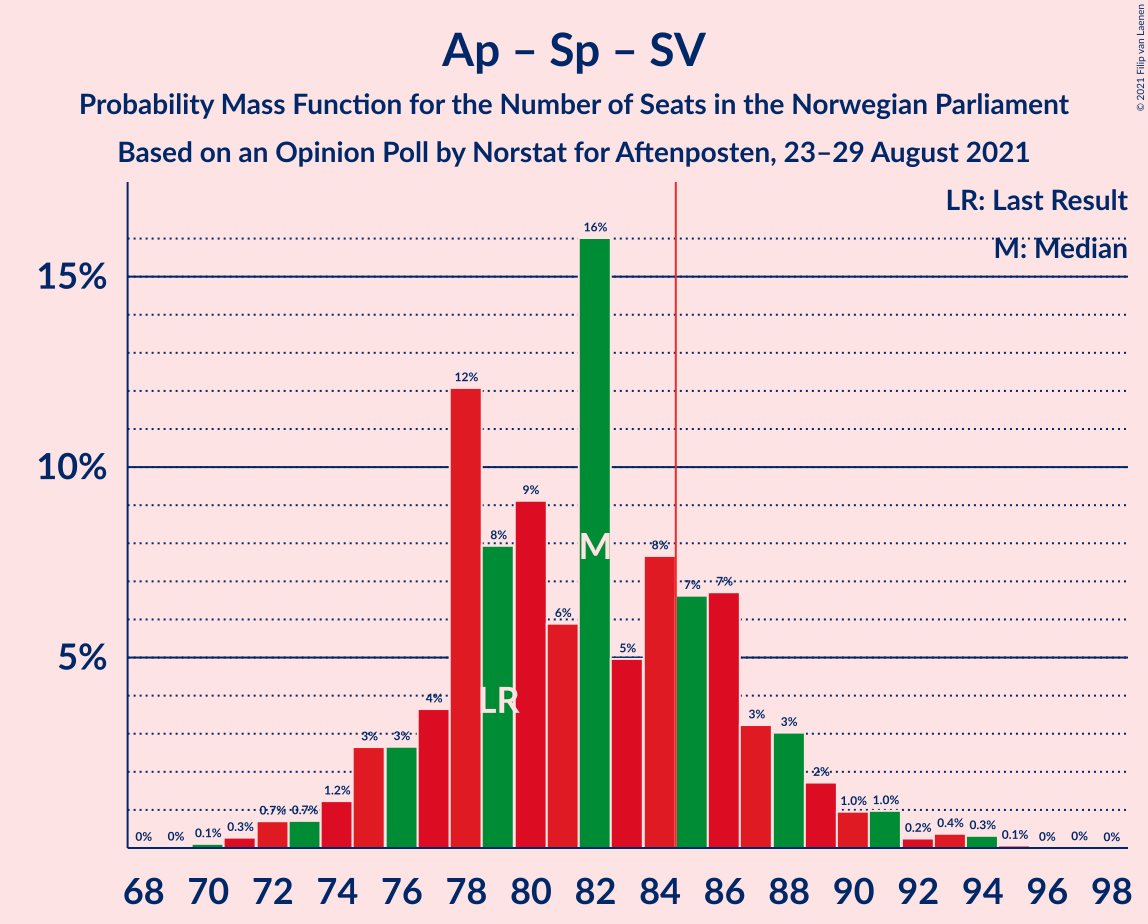 Ap – Sp – SV
Probability Mass Function for the Number of Seats in the Norwegian Parliament
Based on an Opinion Poll by Norstat for Aftenposten, 23–29 August 2021
© 2021 Filip van Laenen
LR: Last Result
M: Median
15%
10%
5%
0% 0% 0.1% 0.3% 0.7% 0.7% 1.2% 3% 3% 4% 12% 8% 9% 6% 16% 5% 8% 7% 7% 3% 3% 2% 1.0% 1.0% 0.2% 0.4% 0.3% 0.1% 0% 0% 0%
LR
M
68 70 72 74 76 78 80 82 84 86 88 90 92 94 96 98